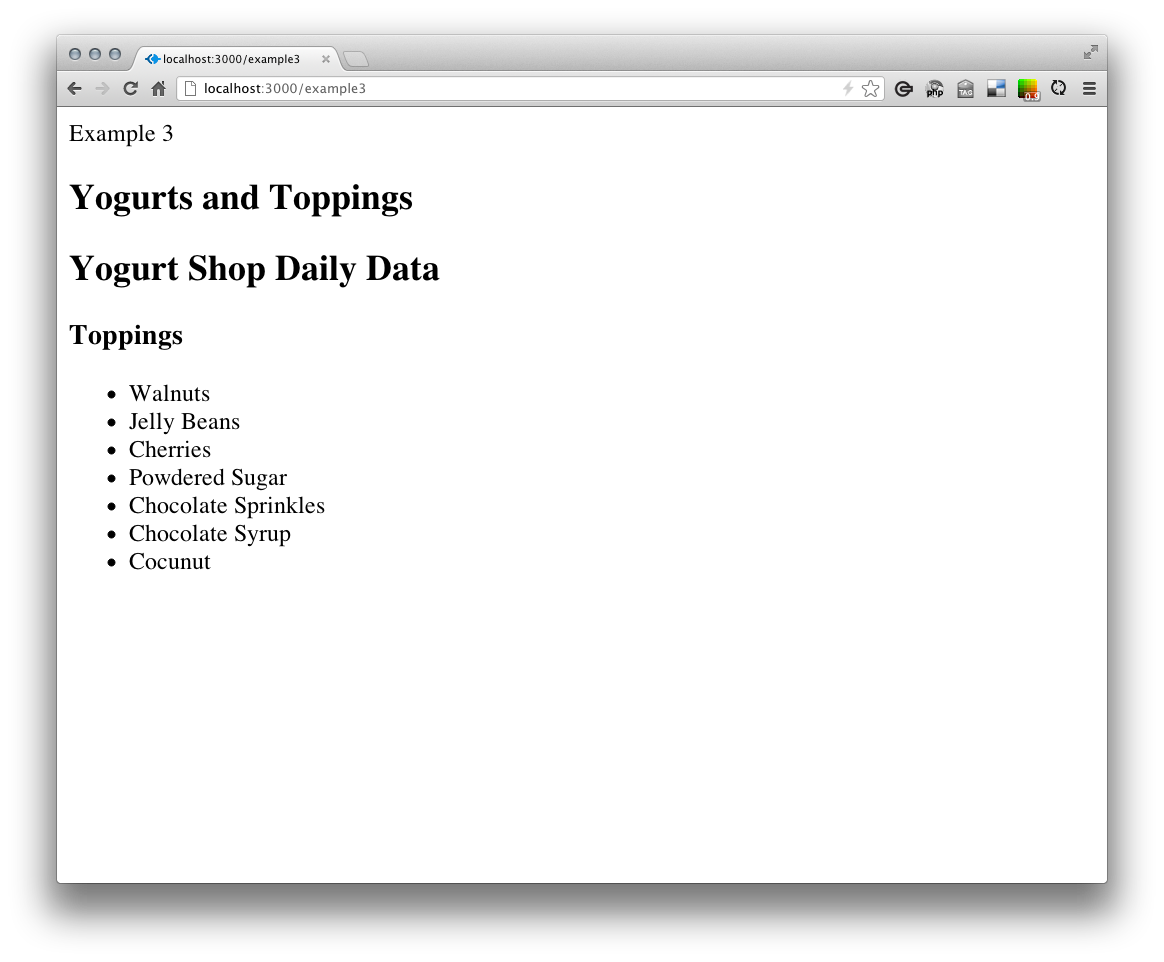 localhost:3000/example3
localhost:3000/example3
php
TAG
0.9
Example 3
Yogurts and Toppings
Yogurt Shop Daily Data
Toppings
Walnuts
Jelly Beans
Cherries
Powdered Sugar
Chocolate Sprinkles
Chocolate Syrup
Cocunut